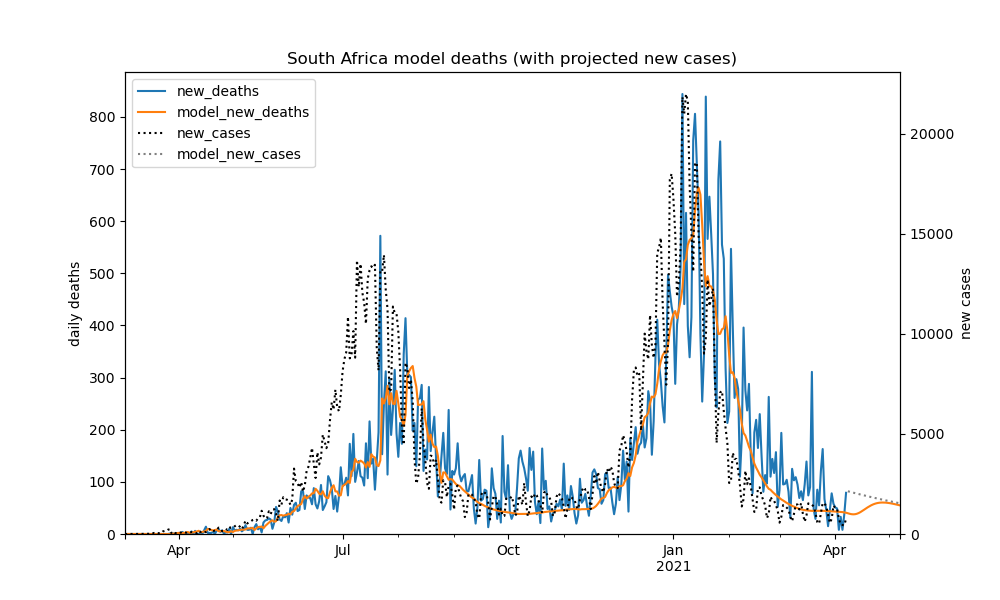 South Africa model deaths (with projected new cases)
new_deaths
model_new_deaths
new_cases
model_new_cases
daily deaths
800
700
600
500
400
300
200
100
0
20000
15000
10000
5000
0
new cases
Apr
Jul
Oct
Jan
2021
Apr